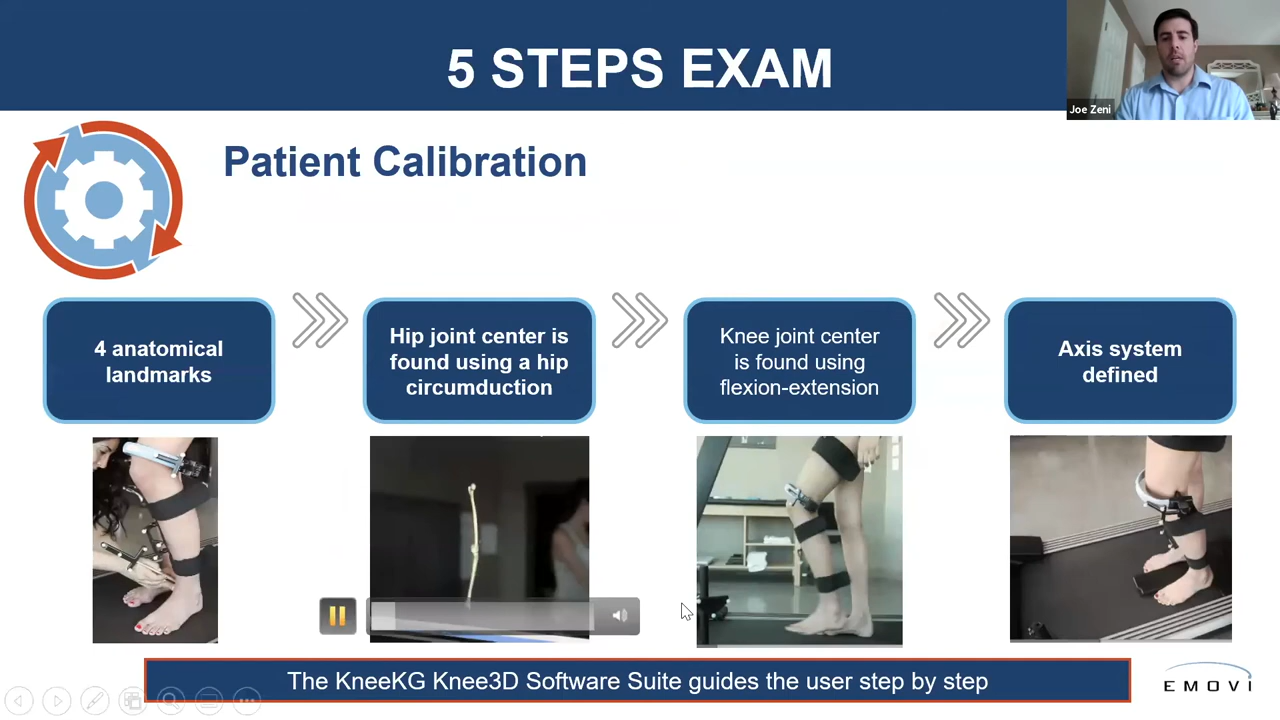 5 STEPS EXAM
Joe Zeni
Patient Calibration
4 anatomical
landmarks
Hip joint center is
found using a hip
circumduction
Knee joint center
is found using
flexion-extension
Axis system
defined
The KneeKG Knee3D Software Suite guides the user step by step
EMOVI